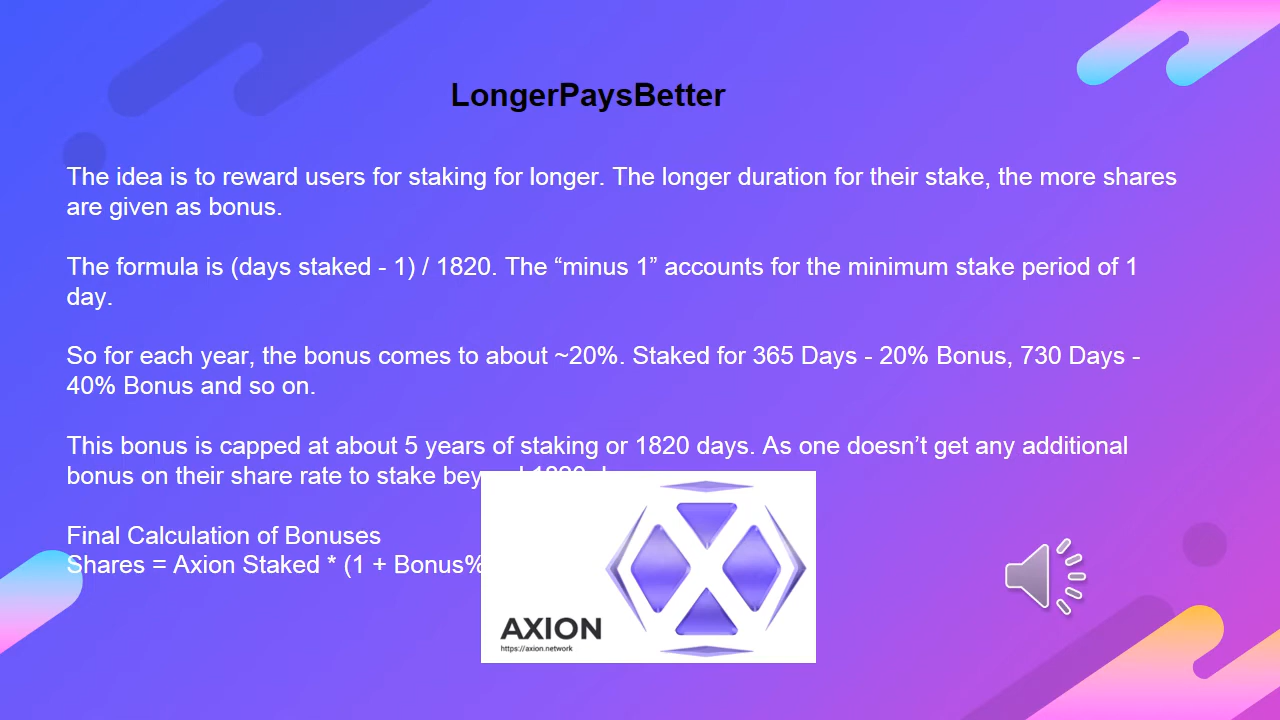 LongerPaysBetter
The idea is to reward users for staking for longer. The longer duration for their stake, the more shares
are given as bonus.
The formula is (days staked - 1) / 1820. The “minus 1” accounts for the minimum stake period of 1
day.
So for each year, the bonus comes to about ~20%. Staked for 365 Days - 20% Bonus, 730 Days -
40% Bonus and so on.
This bonus is capped at about 5 years of staking or 1820 days. As one doesn’t get any additional
bonus on their share rate to stake
Final Calculation of Bonuses
Shares = Axion Staked * (1 + Bonus%
AXION
https://axion.network